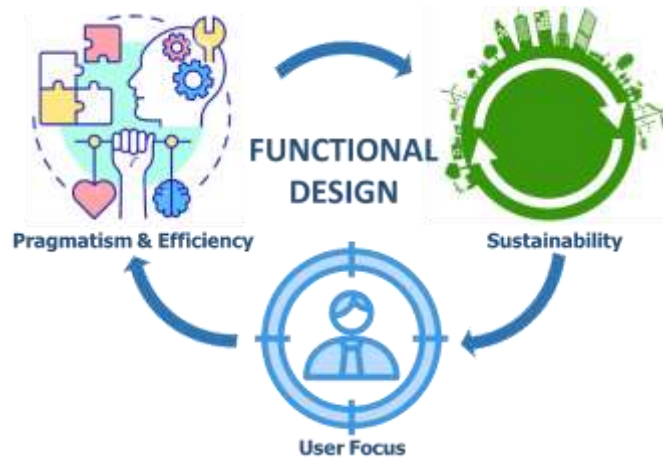 FUNCTIONAL
DESIGN
Pragmatism & Efficiency
Sustainability
User Focus